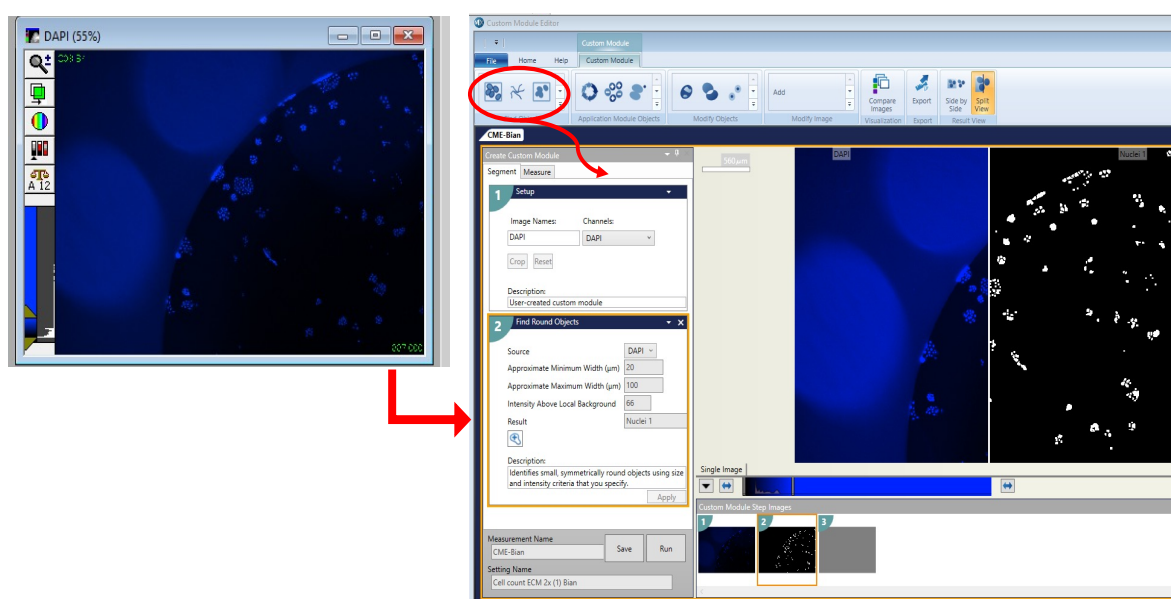 DAPI (55%)
A 12
Custom Module Editor
Custom Module
File Home Help Custom Module
Add
Compare Images
Export
Side by Side
Split View
Application Module Objects
Modify Objects
Modify Image
Visualization
Export
Result View
CME-Bian
Create Custom Module
Segment Measure
1 Setup
Image Names: Channels:
DAPI DAPI
Crop Reset
Description:
User-created custom module
2 Find Round Objects
Source DAPI
Approximate Minimum Width (µm) 20
Approximate Maximum Width (µm) 100
Intensity Above Local Background 66
Result Nuclei 1
Description:
Identifies small, symmetrically round objects using size
and intensity criteria that you specify.
Apply
Measurement Name
CME-Bian
Save Run
Setting Name
Cell count ECM 2x (1) Bian
500 µm
DAPI
Nuclei 1
Single Image
Custom Module Step Images
1 2 3